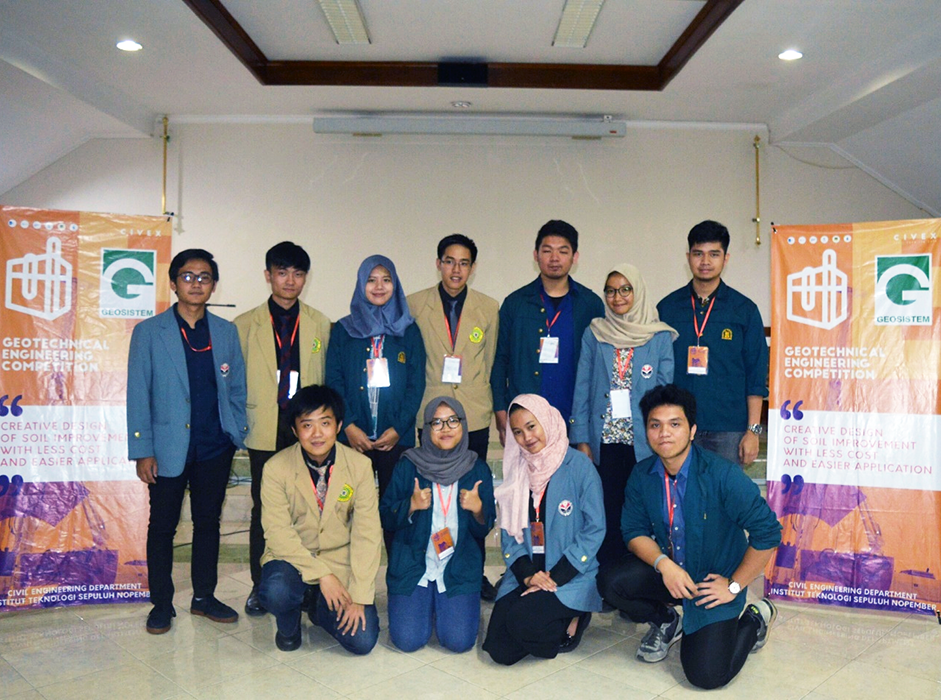 GEOSISTEM
GEOTECHNICAL
ENGINEERING
COMPETITION
“
CREATIVE DESIGN
OF SOIL IMPROVEMENT
WITH LESS COST
AND EASIER APPLICATION
”
CIVIL ENGINEERING DEPARTMENT
INSTITUT TEKNOLOGI SEPULUH NOPEMBER
CIVEX
GEOSISTEM
GEOTECHNICAL
ENGINEERING
COMPETITION
“
CREATIVE DESIGN
OF SOIL IMPROVEMENT
WITH LESS COST
AND EASIER APPLICATION
”
CIVIL ENGINEERING DEPARTMENT
INSTITUT TEKNOLOGI SEPULUH NOPEMBER